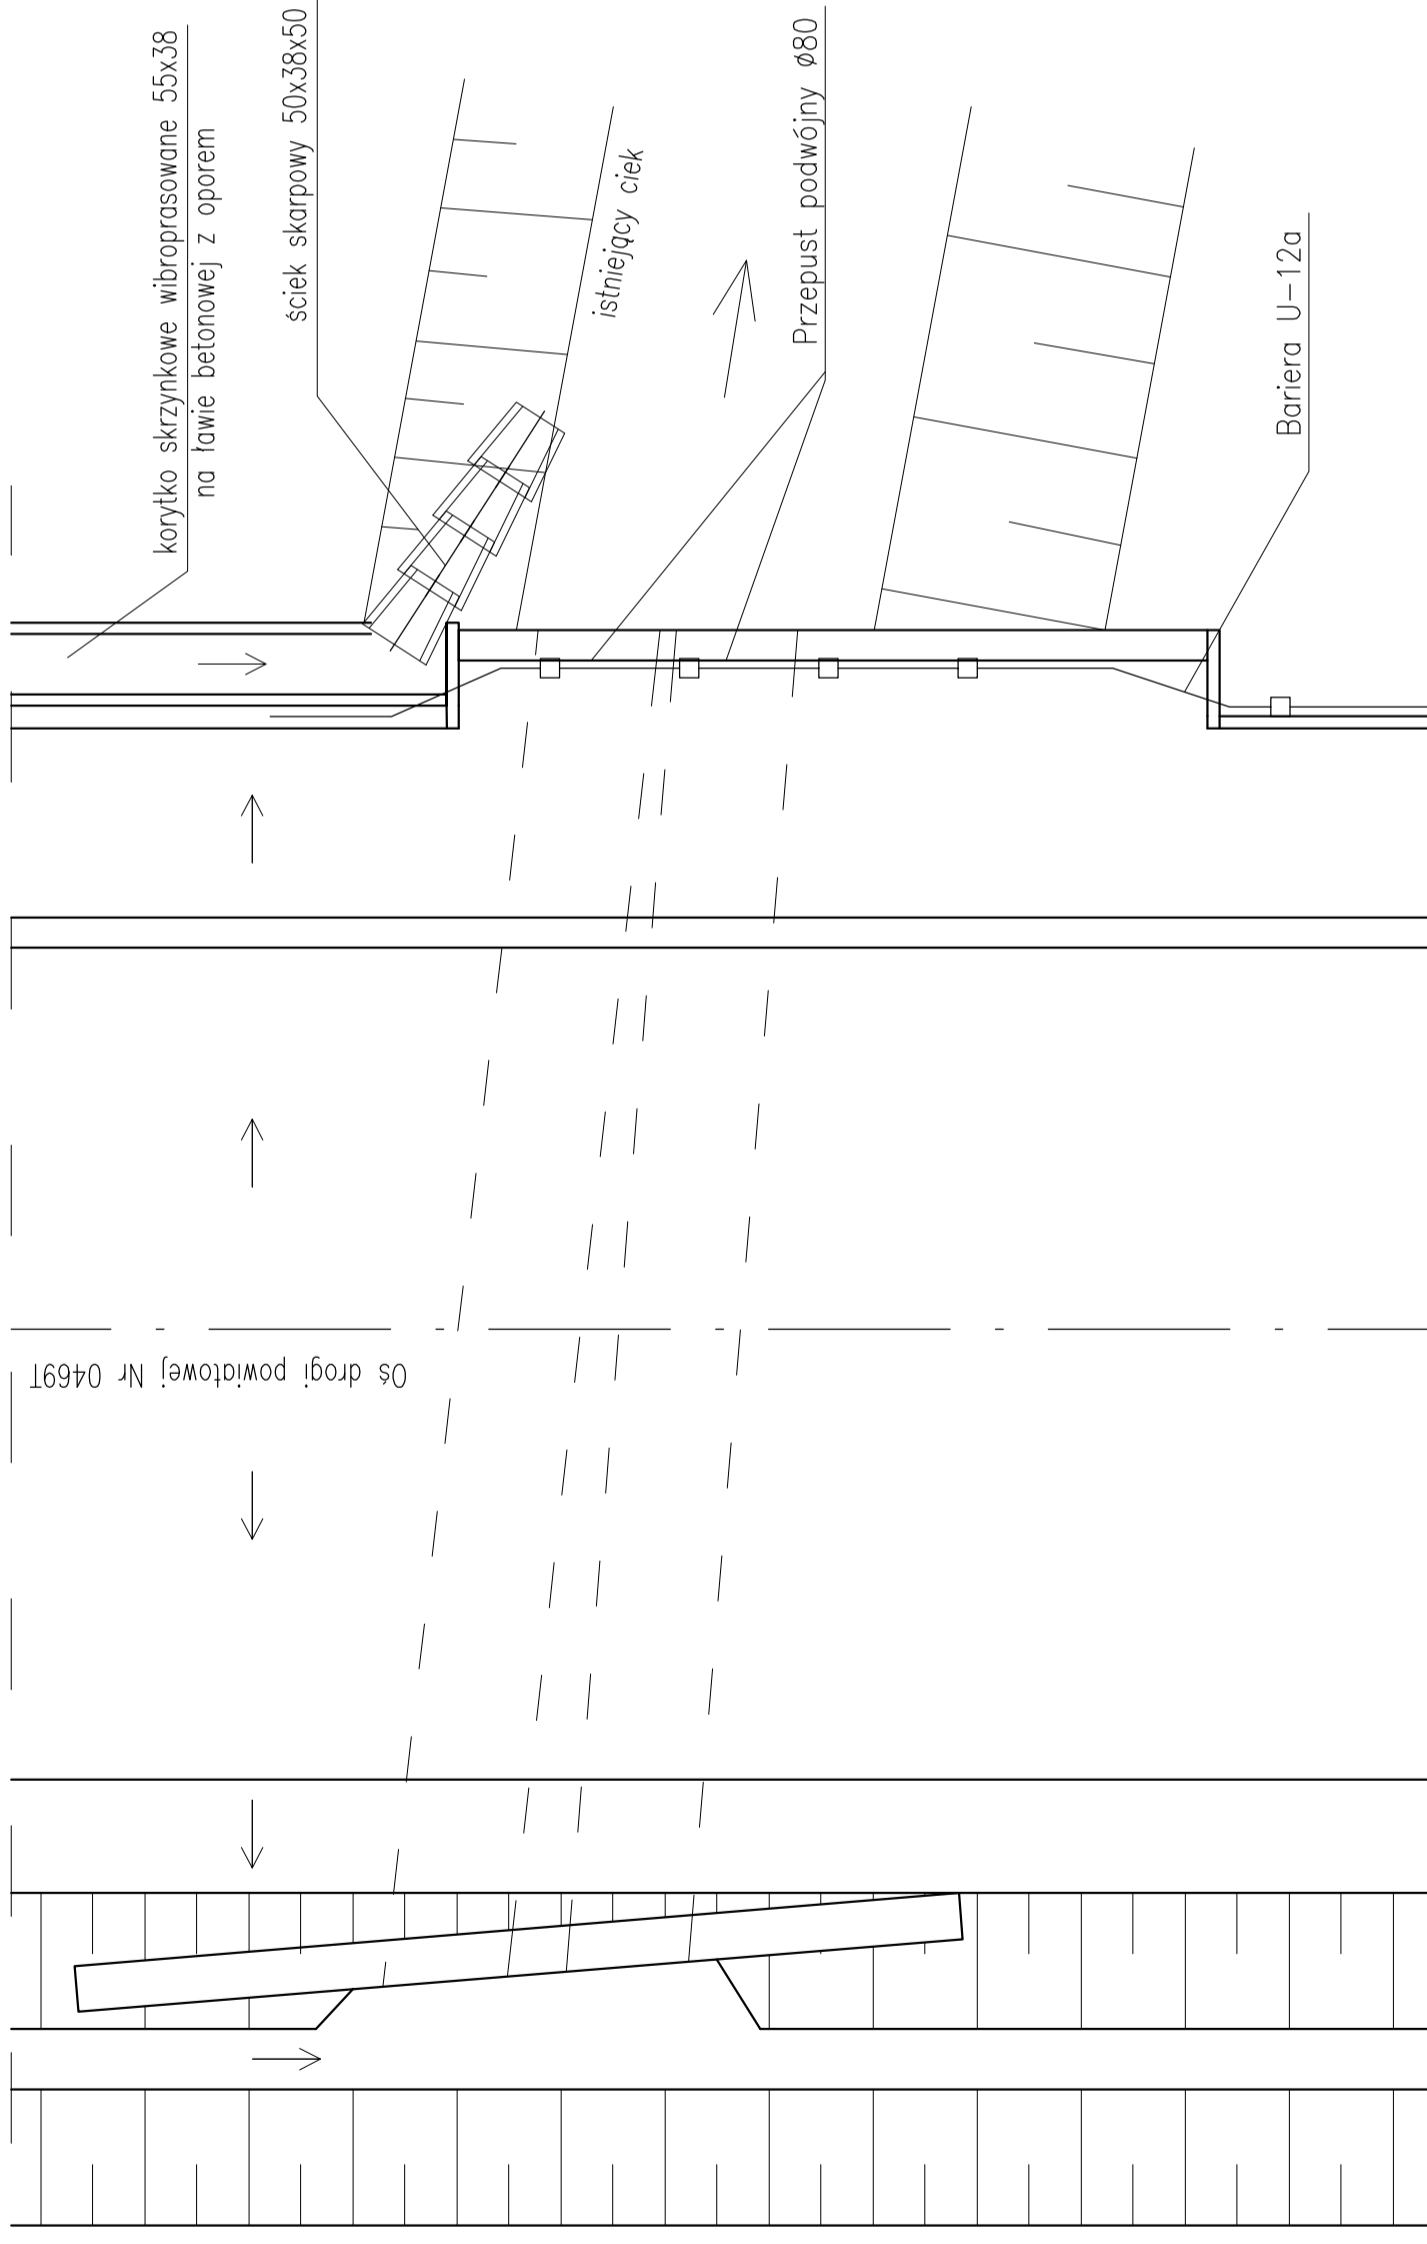 korytko skrzynkowe wibroprasowane 55x38
na ławie betonowej z oporem
ściek skarpowy 50x38x50
istniejący ciek
Przepust podwójny ø80
Bariera U-12a
Oś drogi powiatowej Nr 0469T